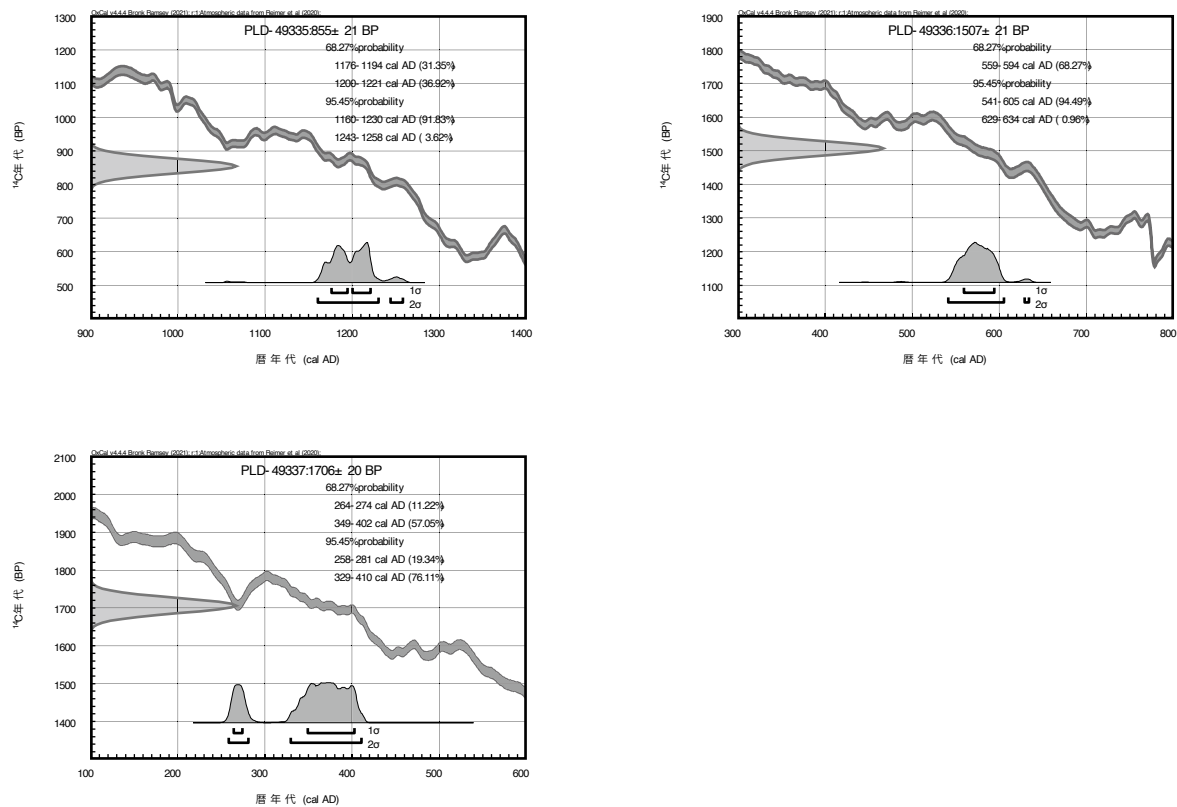 OxCal v4.4.4 Bronk Ramsey (2021); r:1 Atmospheric data from Reimer et al (2020);
PLD- 49335:855± 21 BP
68.27%probability
1176-1194 cal AD (31.35%)
1200-1221 cal AD (36.92%)
95.45%probability
1160-1230 cal AD (91.83%)
1243-1258 cal AD ( 3.62%)
1300
1200
1100
1000
900
800
700
600
500
¹⁴C年代 (BP)
1σ
2σ
900 1000 1100 1200 1300 1400
暦年代 (cal AD)
OxCal v4.4.4 Bronk Ramsey (2021); r:1 Atmospheric data from Reimer et al (2020);
PLD- 49336:1507± 21 BP
68.27%probability
559-594 cal AD (68.27%)
95.45%probability
541-605 cal AD (94.49%)
629-634 cal AD ( 0.96%)
1900
1800
1700
1600
1500
1400
1300
1200
1100
¹⁴C年代 (BP)
1σ
2σ
300 400 500 600 700 800
暦年代 (cal AD)
OxCal v4.4.4 Bronk Ramsey (2021); r:1 Atmospheric data from Reimer et al (2020);
PLD- 49337:1706± 20 BP
68.27%probability
264-274 cal AD (11.22%)
349-402 cal AD (57.05%)
95.45%probability
258-281 cal AD (19.34%)
329-410 cal AD (76.11%)
2100
2000
1900
1800
1700
1600
1500
1400
¹⁴C年代 (BP)
1σ
2σ
100 200 300 400 500 600
暦年代 (cal AD)